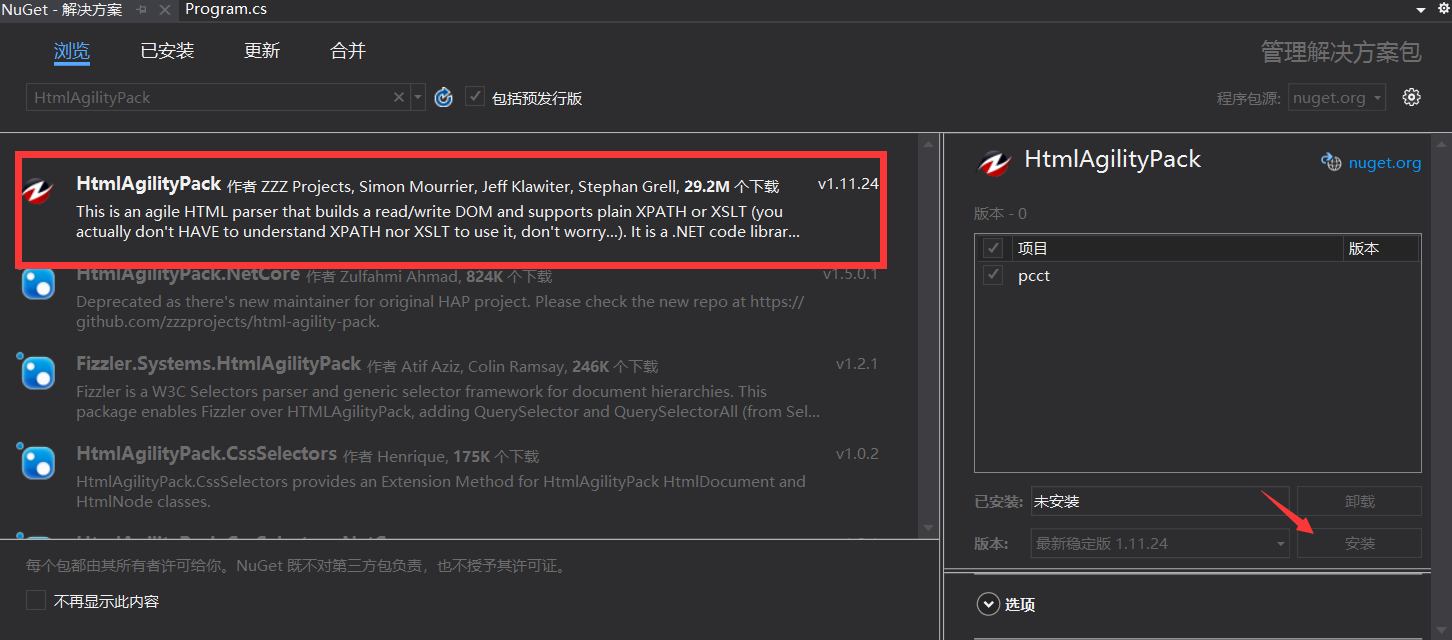 NuGet - 解决方案
Program.cs
浏览
已安装
更新
合并
管理解决方案包
HtmlAgilityPack
包括预发行版
程序包源: nuget.org
HtmlAgilityPack 作者 ZZZ Projects, Simon Mourrier, Jeff Klawiter, Stephan Grell, 29.2M 个下载 v1.11.24
This is an agile HTML parser that builds a read/write DOM and supports plain XPATH or XSLT (you
actually don't HAVE to understand XPATH nor XSLT to use it, don't worry...). It is a .NET code librar...
HtmlAgilityPack.NetCore 作者 Zulfahmi Ahmad, 824K 个下载 v1.5.0.1
Deprecated as there's new maintainer for original HAP project. Please check the new repo at https://
github.com/zzzprojects/html-agility-pack.
Fizzler.Systems.HtmlAgilityPack 作者 Atif Aziz, Colin Ramsay, 246K 个下载 v1.2.1
Fizzler is a W3C Selectors parser and generic selector framework for document hierarchies. This
package enables Fizzler over HTMLAgilityPack, adding QuerySelector and QuerySelectorAll (from Sel...
HtmlAgilityPack.CssSelectors 作者 Henrique, 175K 个下载 v1.0.2
HtmlAgilityPack.CssSelectors provides an Extension Method for HtmlAgilityPack HtmlDocument and
HtmlNode classes.
每个包都由其所有者许可给你。NuGet 既不对第三方包负责，也不授予其许可证。
不再显示此内容
HtmlAgilityPack
nuget.org
版本 - 0
项目
版本
pcct
已安装: 未安装
卸载
版本: 最新稳定版 1.11.24
安装
选项